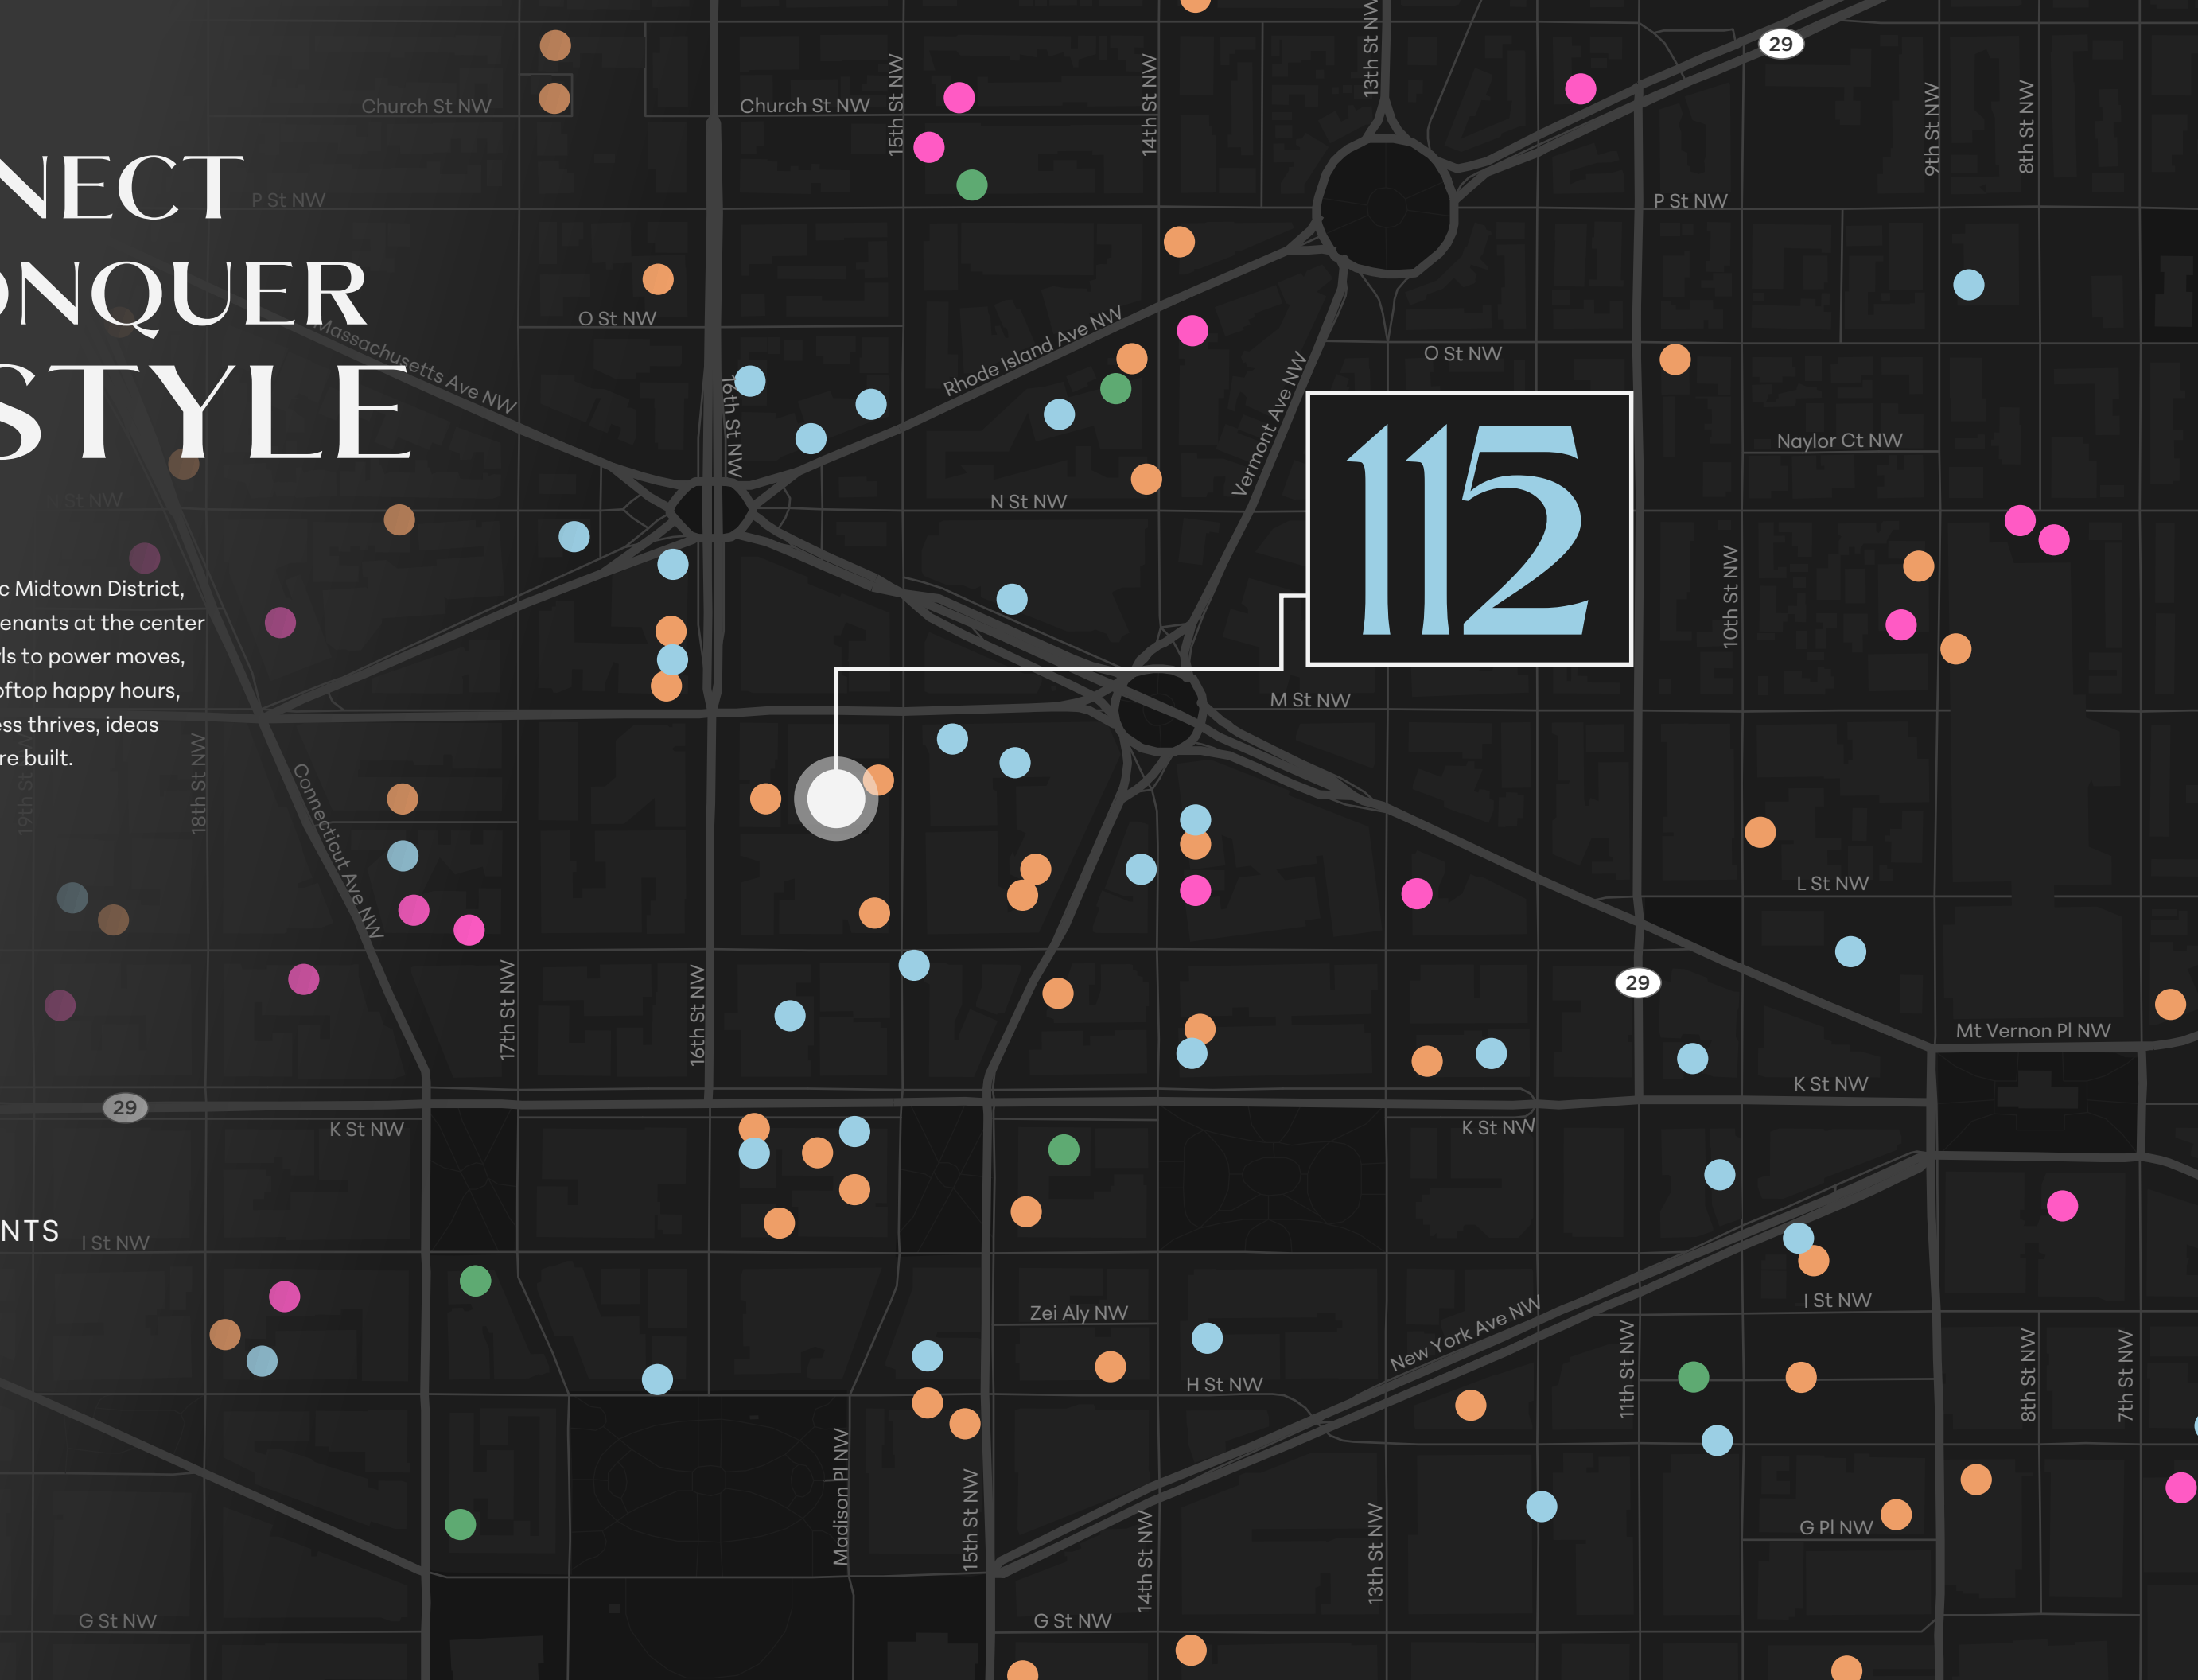 NNECT
ONQUER
STYLE
c Midtown District,
enants at the center
ls to power moves,
oftop happy hours,
ess thrives, ideas
re built.
NTS
112
29
29
29
Church St NW
Church St NW
15th St NW
14th St NW
13th St NW
9th St NW
8th St NW
P St NW
P St NW
O St NW
O St NW
Massachusetts Ave NW
16th St NW
Rhode Island Ave NW
Vermont Ave NW
Naylor Ct NW
St NW
N St NW
10th St NW
M St NW
19th St
18th St NW
Connecticut Ave NW
L St NW
17th St NW
16th St NW
Mt Vernon Pl NW
K St NW
K St NW
K St NW
I St NW
Zei Aly NW
New York Ave NW
I St NW
H St NW
11th St NW
8th St NW
7th St NW
Madison Pl NW
15th St NW
14th St NW
13th St NW
G Pl NW
G St NW
G St NW